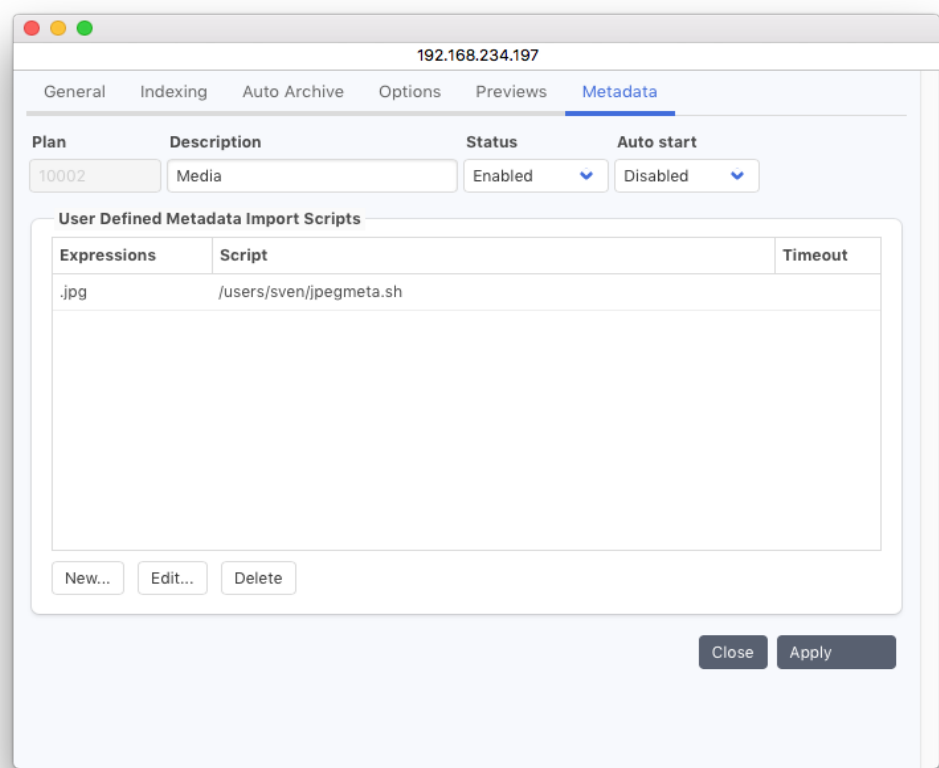 192.168.234.197
General Indexing Auto Archive Options Previews Metadata
Plan Description Status Auto start
10002 Media Enabled Disabled
User Defined Metadata Import Scripts
Expressions Script Timeout
.jpg /users/sven/jpegmeta.sh
New... Edit... Delete
Close Apply